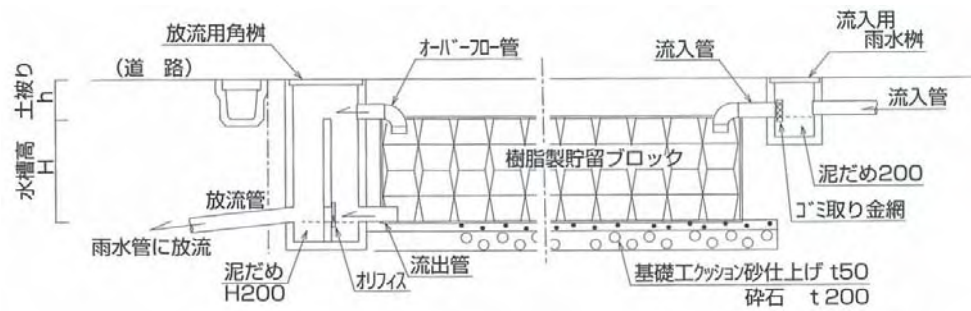 放流用角桝
オーバーフロー管
流入管
流入用
雨水桝
(道 路)
土被り
h
流入管
水槽高
H
樹脂製貯留ブロック
泥だめ200
放流管
ゴミ取り金網
雨水管に放流
泥だめ
H200
オリフィス
流出管
基礎工クッション砂仕上げ t50
砕石 t200